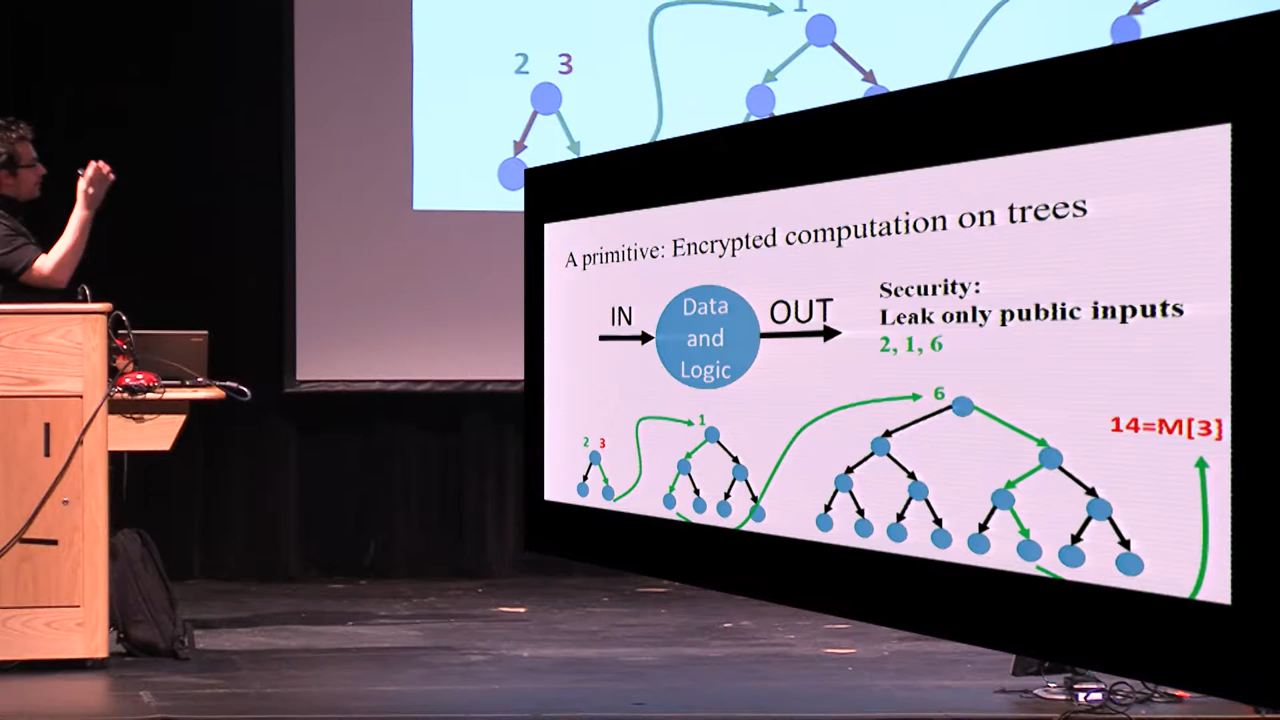 1
2 3
A primitive: Encrypted computation on trees
IN
Data
and
Logic
OUT
Security:
Leak only public inputs
2, 1, 6
2 3
1
6
14=M[3]